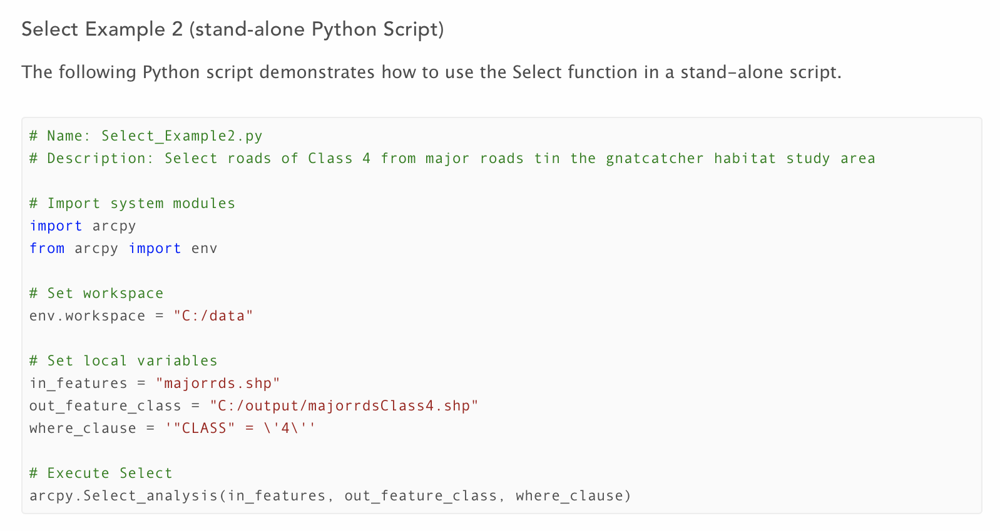 Select Example 2 (stand-alone Python Script)
The following Python script demonstrates how to use the Select function in a stand-alone script.
# Name: Select_Example2.py
# Description: Select roads of Class 4 from major roads tin the gnatcatcher habitat study area
# Import system modules
import arcpy
from arcpy import env
# Set workspace
env.workspace = "C:/data"
# Set local variables
in_features = "majorrds.shp"
out_feature_class = "C:/output/majorrdsClass4.shp"
where_clause = '"CLASS" = \'4\''
# Execute Select
arcpy.Select_analysis(in_features, out_feature_class, where_clause)